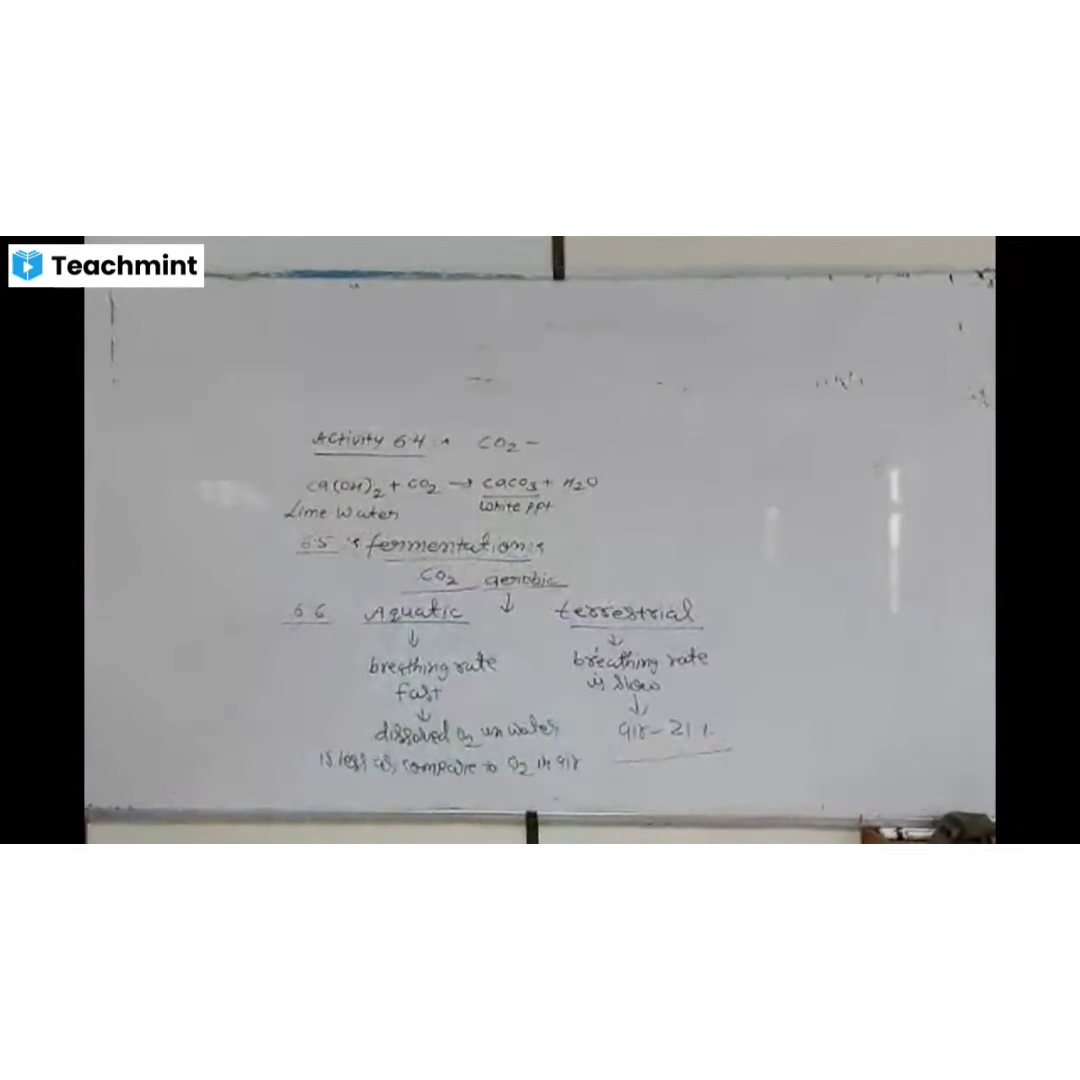 Teachmint
Activity 6.4 CO2 -
Ca(OH)2 + CO2 → CaCO3 + H2O
Lime Water White ppt
6.5 fermentation
CO2 aerobic
↓
6.6 Aquatic terrestrial
↓ ↓
breathing rate breathing rate
fast is slow
↓ ↓
dissolved O2 in water air - 21 %
is less as compare to O2 in air